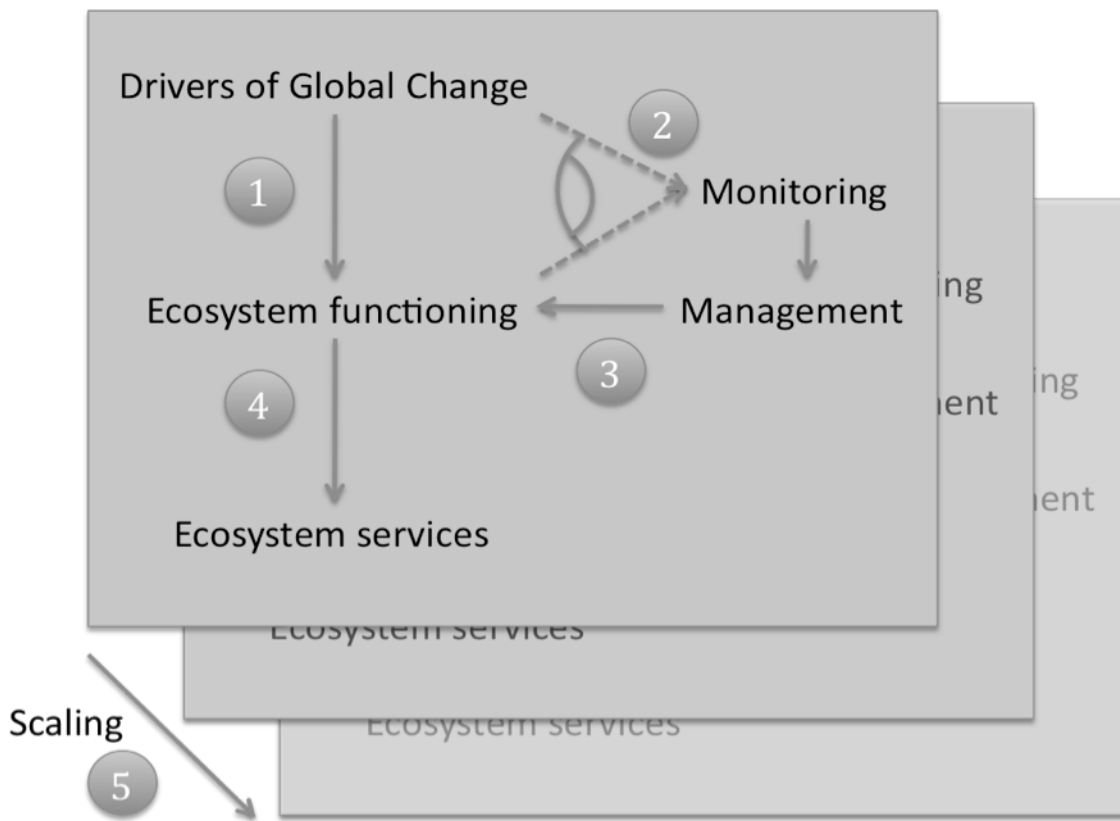 Drivers of Global Change
2
1
Monitoring
Ecosystem functioning
Management
3
4
Ecosystem services
ing
ent
Ecosystem services
ing
ent
Ecosystem services
Scaling
5